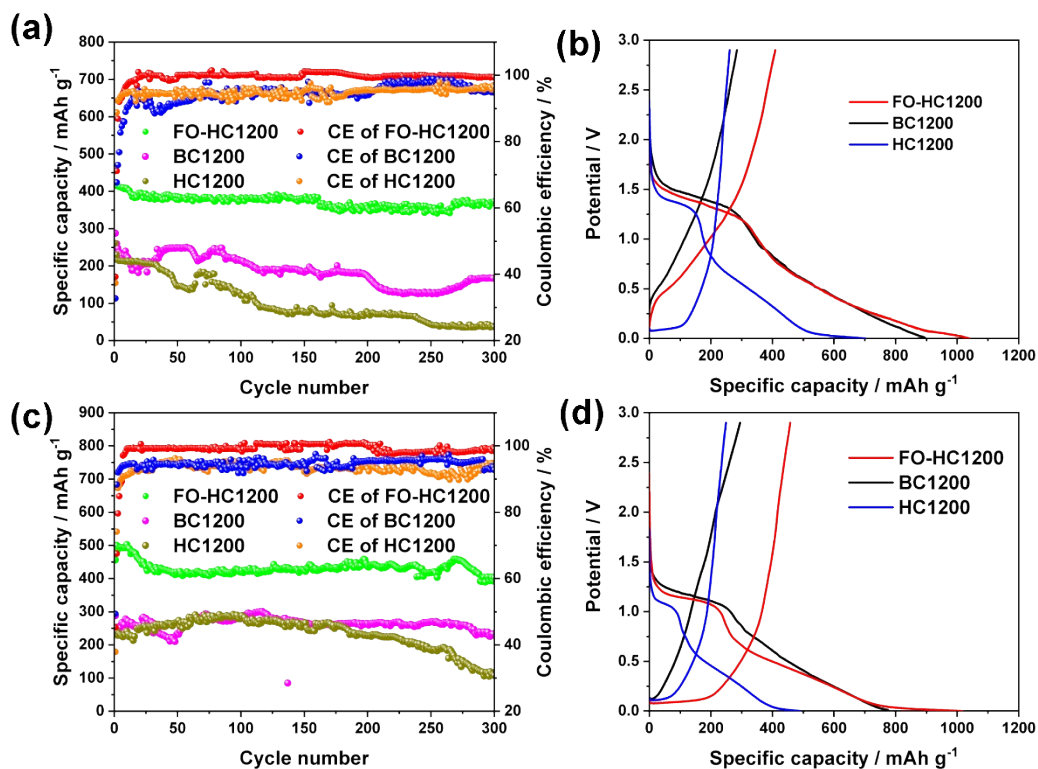 (a)
800
700
600
500
400
300
200
100
0
Specific capacity / mAh g⁻¹
FO-HC1200
BC1200
HC1200
CE of FO-HC1200
CE of BC1200
CE of HC1200
100
80
60
40
20
Coulombic efficiency / %
0 50 100 150 200 250 300
Cycle number
(b)
3.0
2.5
2.0
1.5
1.0
0.5
0.0
Potential / V
FO-HC1200
BC1200
HC1200
0 200 400 600 800 1000 1200
Specific capacity / mAh g⁻¹
(c)
900
800
700
600
500
400
300
200
100
0
Specific capacity / mAh g⁻¹
FO-HC1200
BC1200
HC1200
CE of FO-HC1200
CE of BC1200
CE of HC1200
100
80
60
40
20
Coulombic efficiency / %
0 50 100 150 200 250 300
Cycle number
(d)
3.0
2.5
2.0
1.5
1.0
0.5
0.0
Potential / V
FO-HC1200
BC1200
HC1200
0 200 400 600 800 1000 1200
Specific capacity / mAh g⁻¹